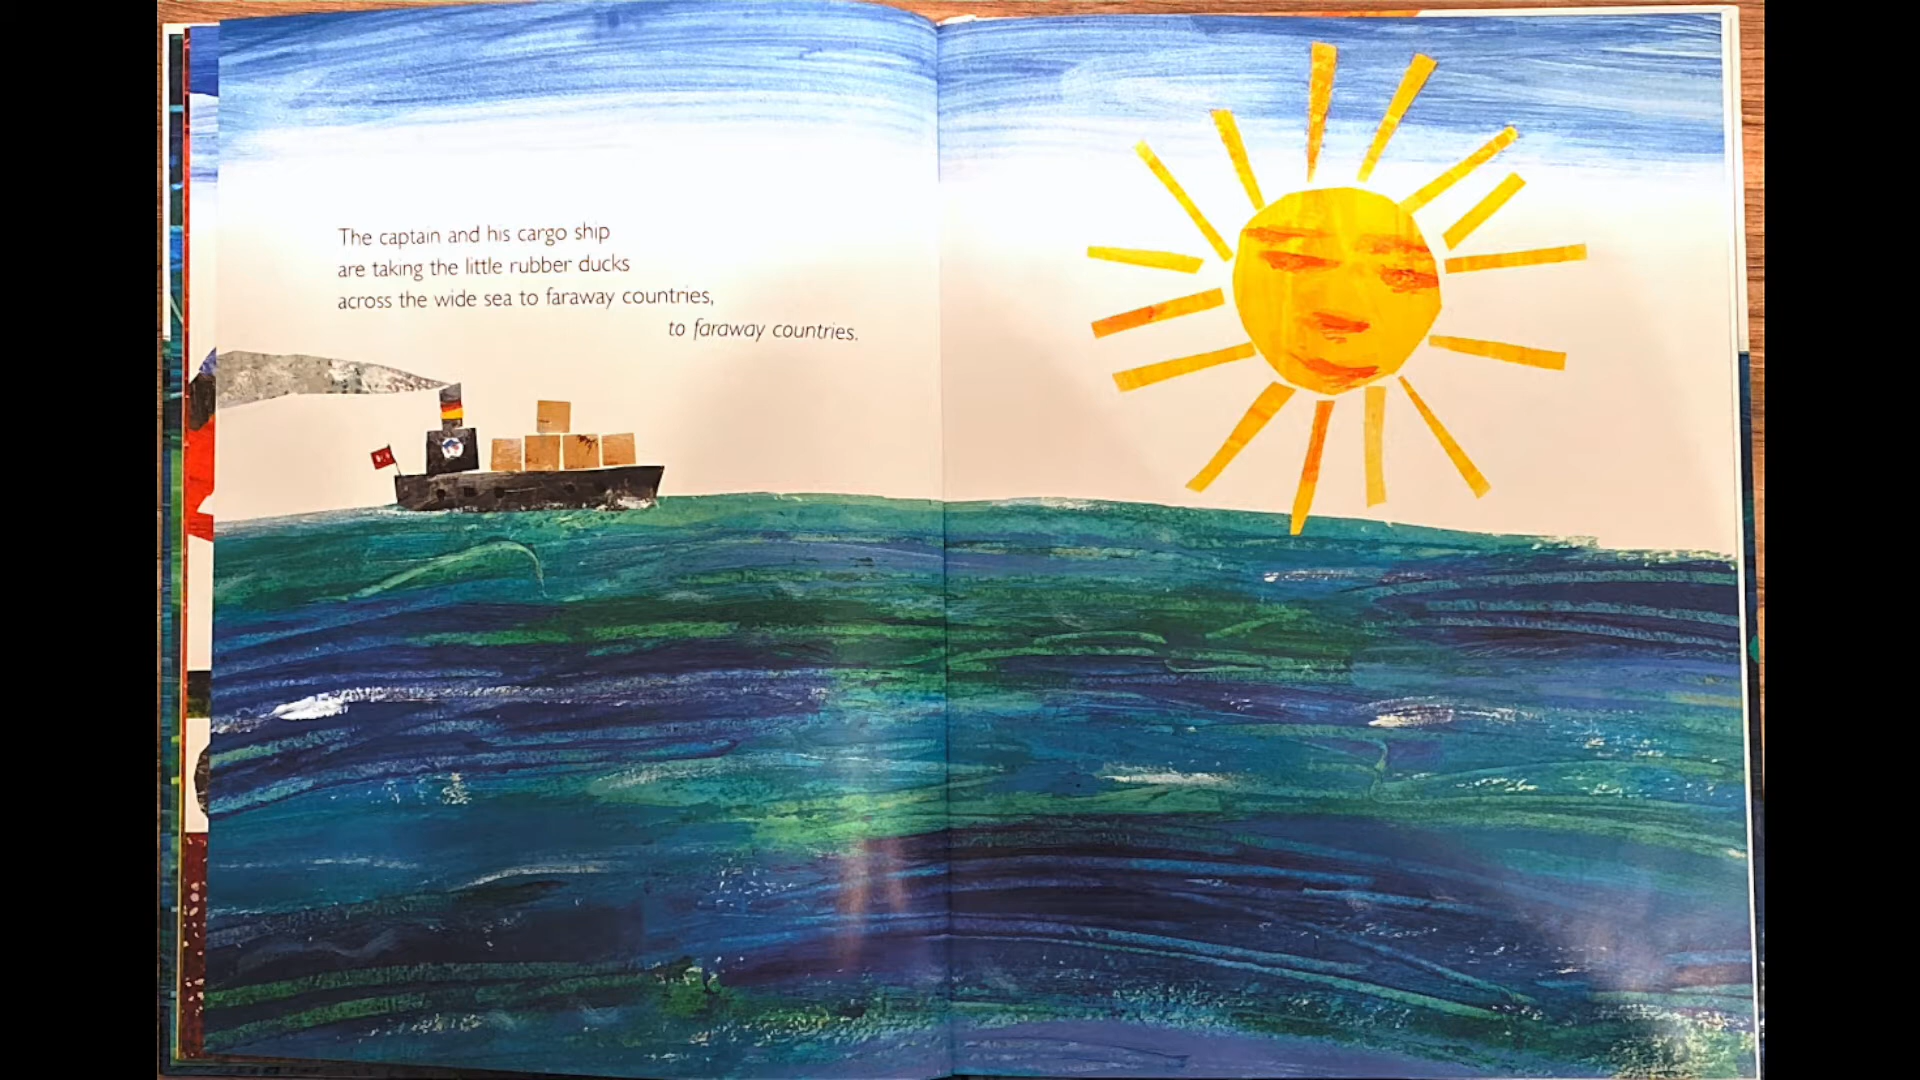 The captain and his cargo ship
are taking the little rubber ducks
across the wide sea to faraway countries,
to faraway countries.